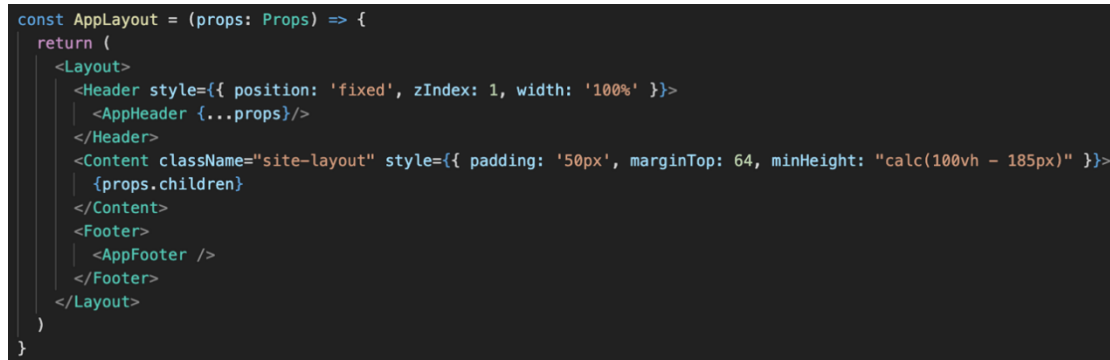 const AppLayout = (props: Props) => {
return (
<Layout>
<Header style={{ position: 'fixed', zIndex: 1, width: '100%' }}>
<AppHeader {...props}/>
</Header>
<Content className="site-layout" style={{ padding: '50px', marginTop: 64, minHeight: "calc(100vh - 185px)" }}>
{props.children}
</Content>
<Footer>
<AppFooter />
</Footer>
</Layout>
)
}